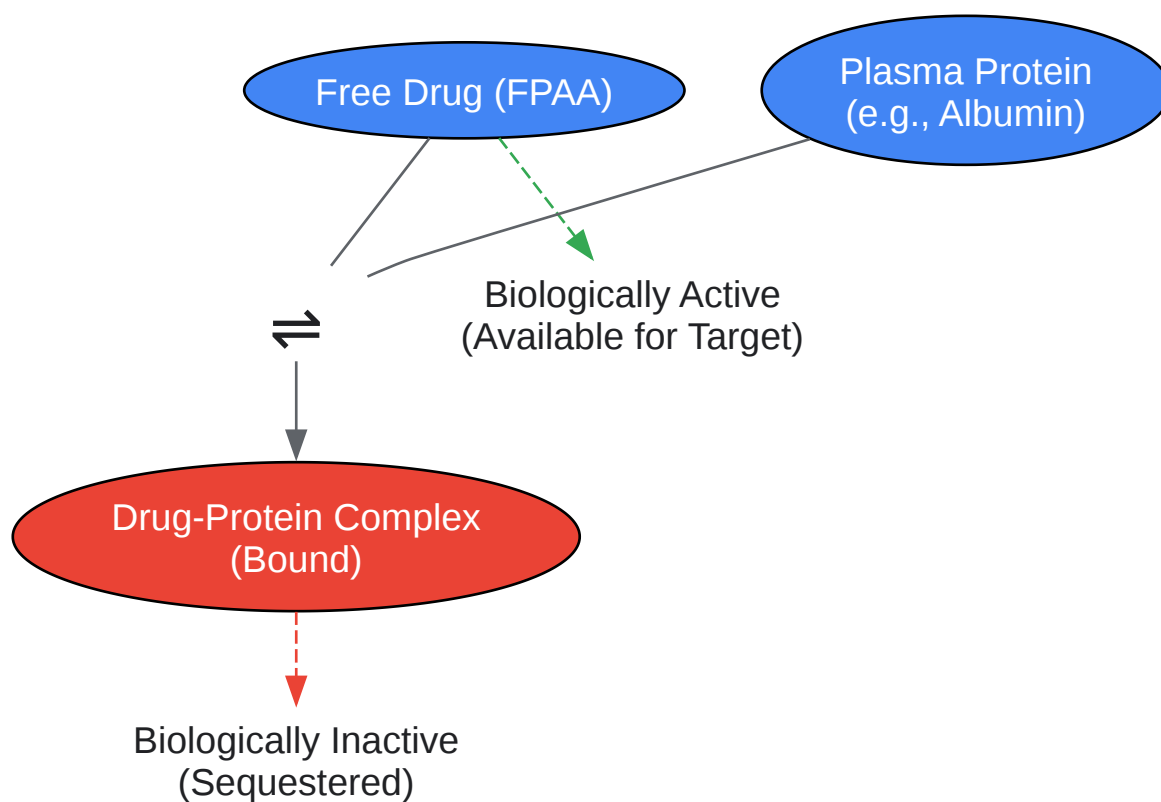 Free Drug (FPAA)
Plasma Protein
(e.g., Albumin)
Biologically Active
(Available for Target)
⇌
Drug-Protein Complex
(Bound)
Biologically Inactive
(Sequestered)